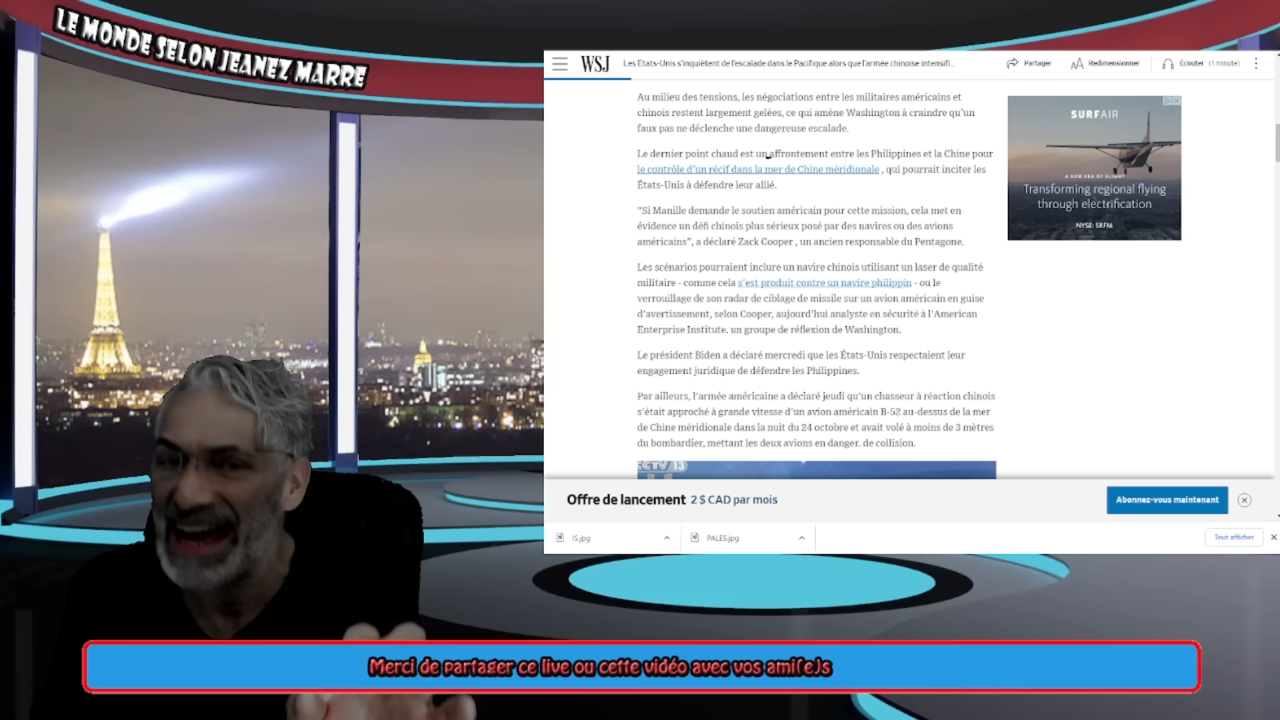 LE MONDE SELON JEANEZ MARRE
WSJ Les États-Unis s'inquiètent de l'escalade dans le Pacifique alors que l'armée chinoise intensifi... Partager Redimensionner Écouter (1 minute)
Au milieu des tensions, les négociations entre les militaires américains et
chinois restent largement gelées, ce qui amène Washington à craindre qu'un
faux pas ne déclenche une dangereuse escalade.
Le dernier point chaud est un affrontement entre les Philippines et la Chine pour
le contrôle d'un récif dans la mer de Chine méridionale , qui pourrait inciter les
États-Unis à défendre leur allié.
"Si Manille demande le soutien américain pour cette mission, cela met en
évidence un défi chinois plus sérieux posé par des navires ou des avions
américains", a déclaré Zack Cooper , un ancien responsable du Pentagone.
Les scénarios pourraient inclure un navire chinois utilisant un laser de qualité
militaire - comme cela s'est produit contre un navire philippin - ou le
verrouillage de son radar de ciblage de missile sur un avion américain en guise
d'avertissement, selon Cooper, aujourd'hui analyste en sécurité à l'American
Enterprise Institute, un groupe de réflexion de Washington.
Le président Biden a déclaré mercredi que les États-Unis respectaient leur
engagement juridique de défendre les Philippines.
Par ailleurs, l'armée américaine a déclaré jeudi qu'un chasseur à réaction chinois
s'était approché à grande vitesse d'un avion américain B-52 au-dessus de la mer
de Chine méridionale dans la nuit du 24 octobre et avait volé à moins de 3 mètres
du bombardier, mettant les deux avions en danger. de collision.
CCTV 13
SURFAIR
A NEW ERA OF FLIGHT
Transforming regional flying
through electrification
NYSE: SRFM
Offre de lancement 2 $ CAD par mois
Abonnez-vous maintenant
IS.jpg
PALES.jpg
Tout afficher
Merci de partager ce live ou cette vidéo avec vos ami(e)s